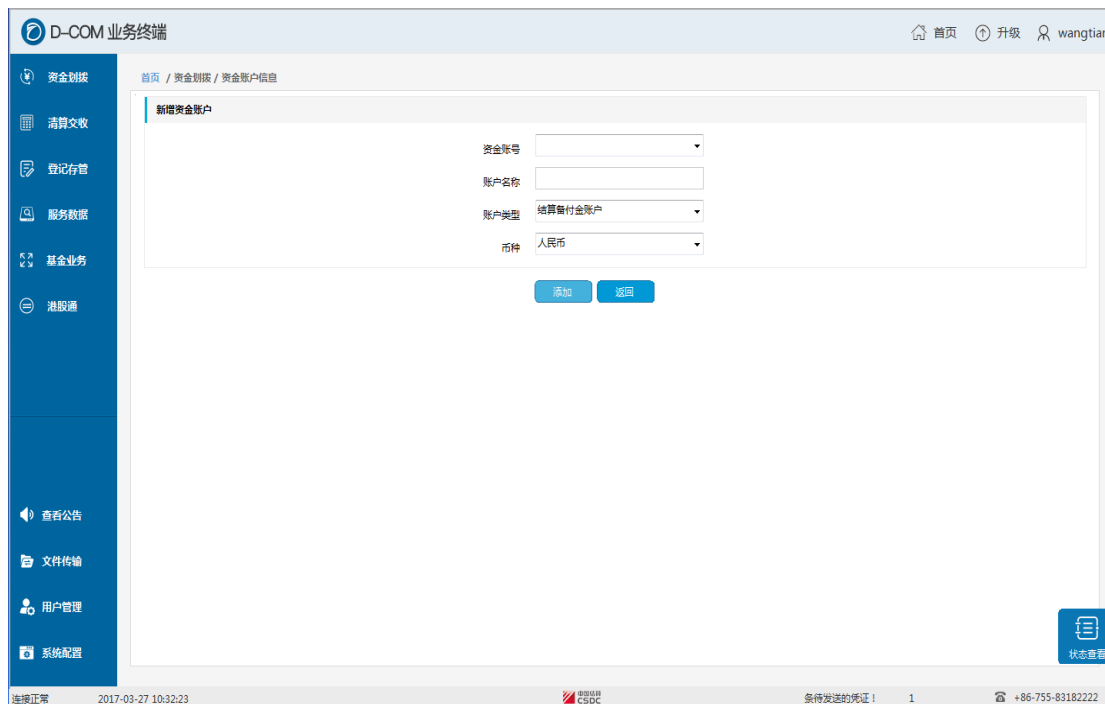 D-COM 业务终端
首页 升级 wangtian
资金划拨
清算交收
登记存管
服务数据
基金业务
港股通
查看公告
文件传输
用户管理
系统配置
首页 / 资金划拨 / 资金账户信息
新增资金账户
资金账号
账户名称
账户类型 结算备付金账户
币种 人民币
添加 返回
状态查看
连接正常 2017-03-27 10:32:23 中国结算 CSDC 条待发送的凭证！ 1 +86-755-83182222